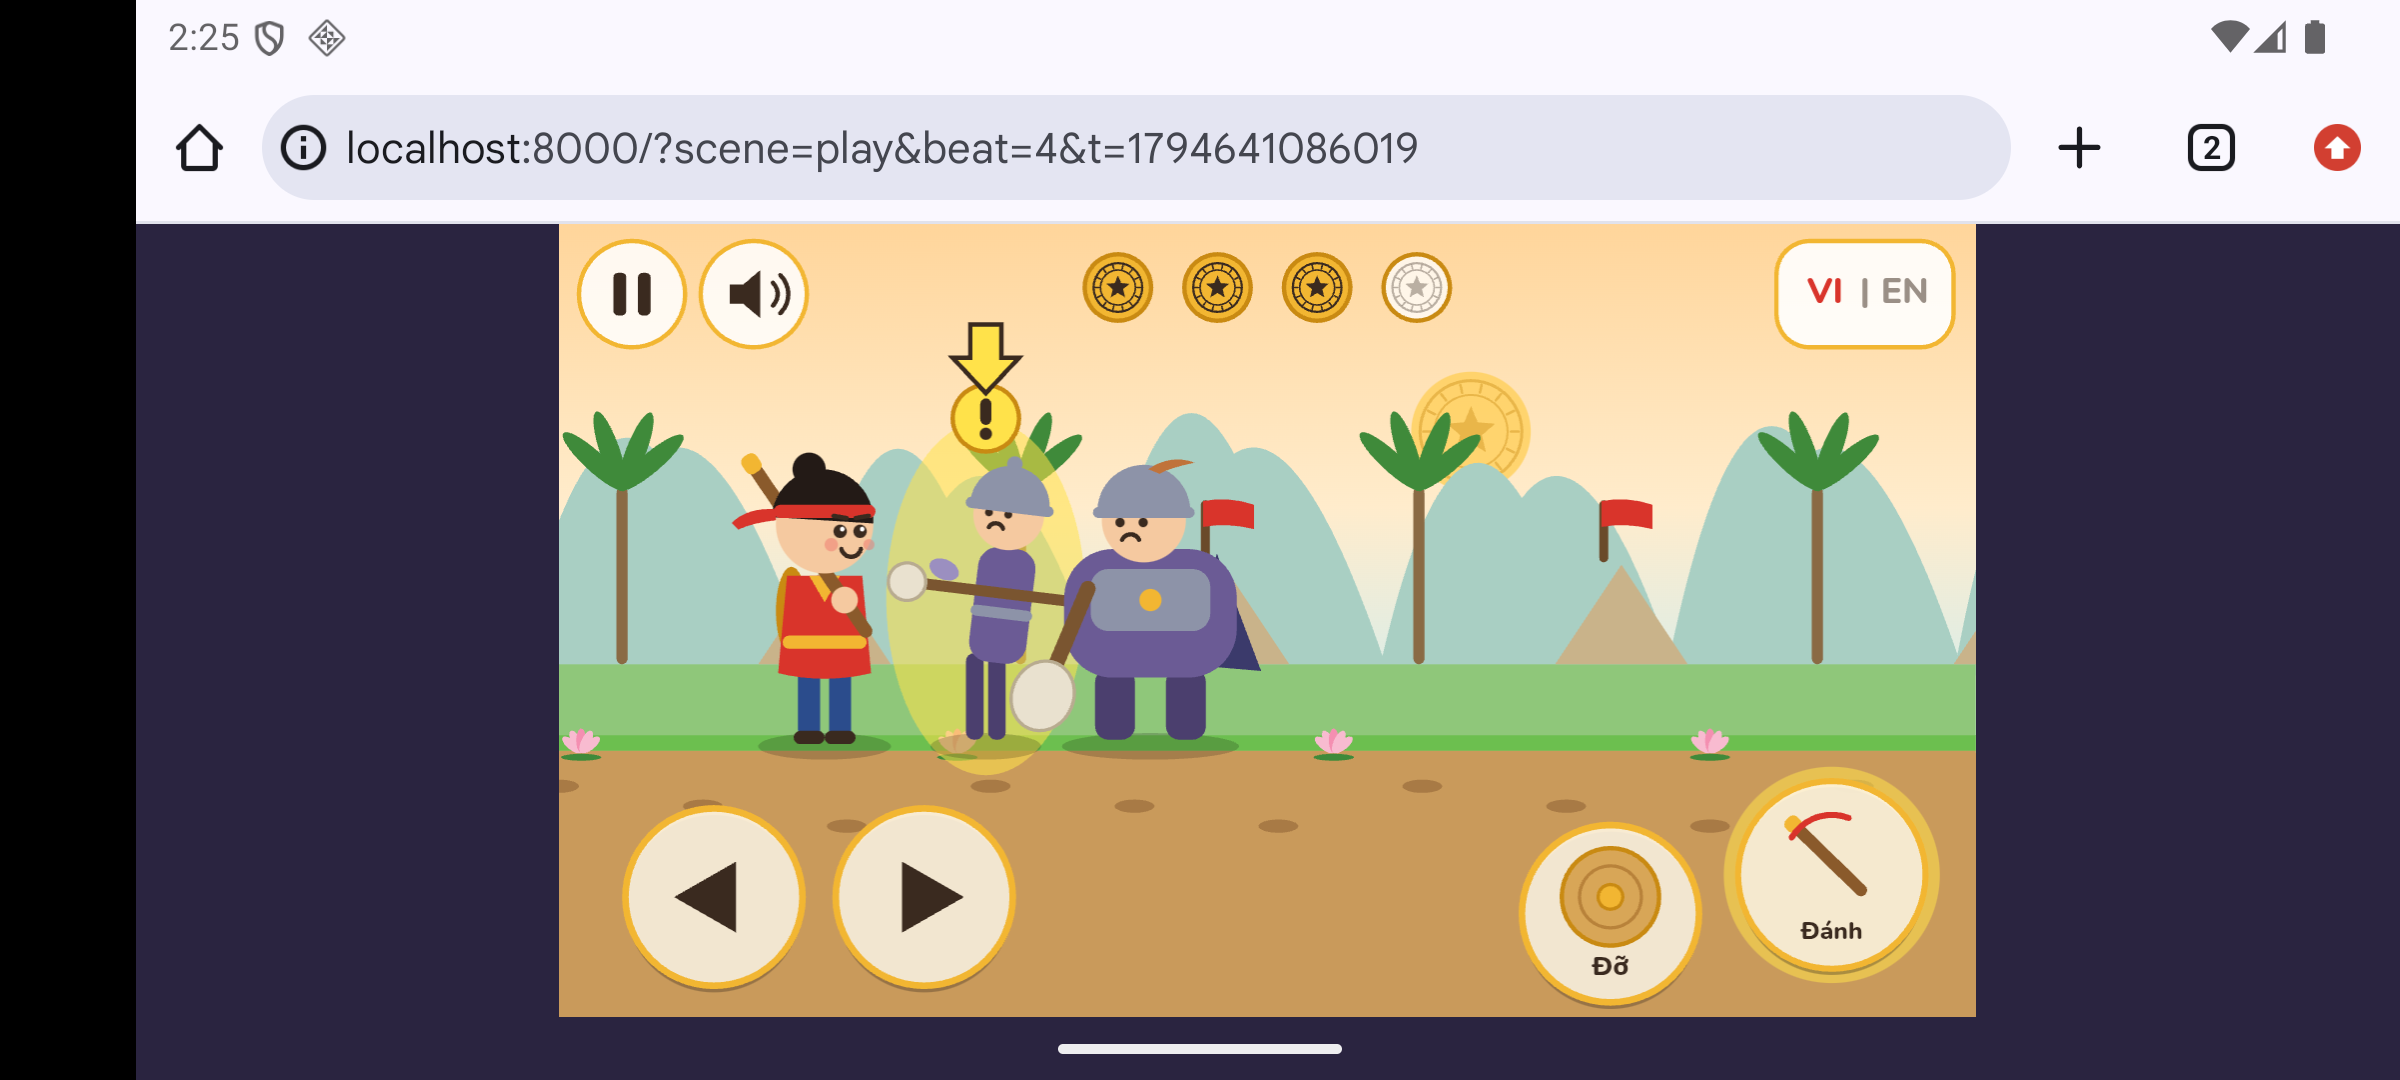 2:25
localhost:8000/?scene=play&beat=4&t=1794641086019
2
VI | EN
!
Đỡ
Đánh